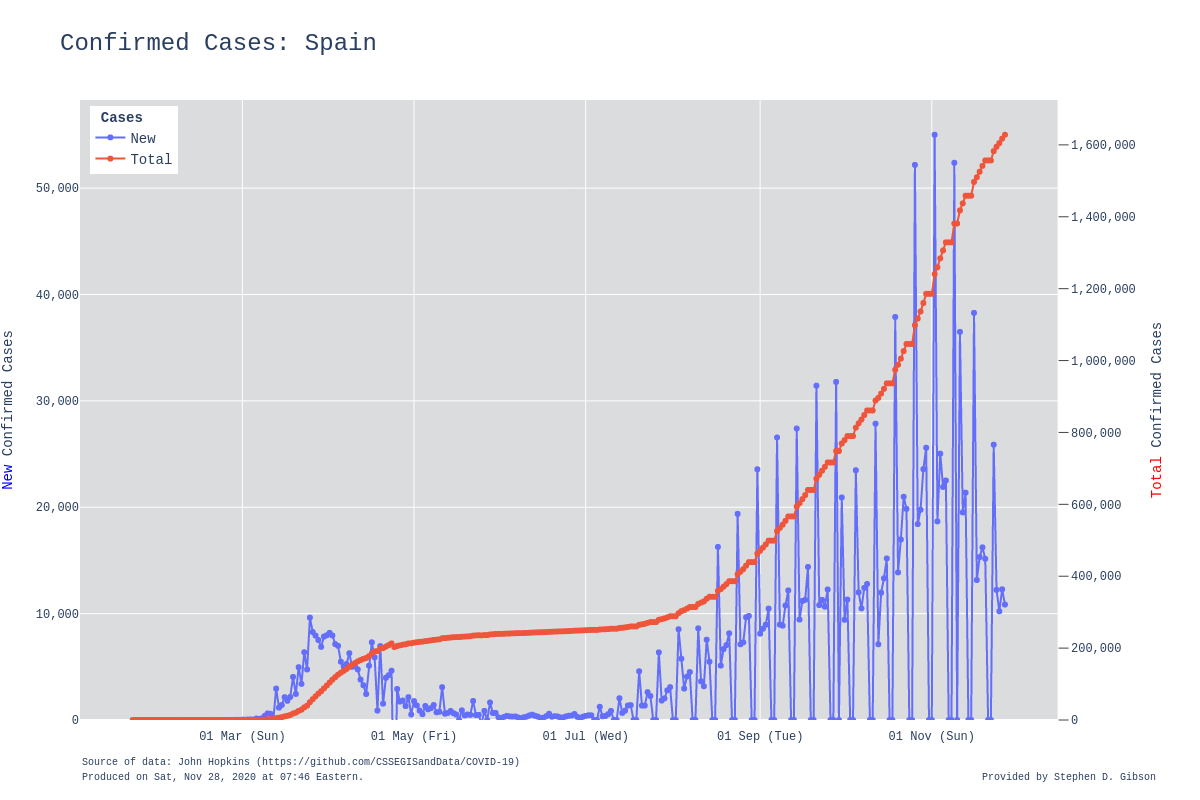 Confirmed Cases: Spain
Cases
New
Total
50,000
40,000
30,000
20,000
10,000
0
New Confirmed Cases
1,600,000
1,400,000
1,200,000
1,000,000
800,000
600,000
400,000
200,000
0
Total Confirmed Cases
01 Mar (Sun)
01 May (Fri)
01 Jul (Wed)
01 Sep (Tue)
01 Nov (Sun)
Source of data: John Hopkins (https://github.com/CSSEGISandData/COVID-19)
Produced on Sat, Nov 28, 2020 at 07:46 Eastern.
Provided by Stephen D. Gibson